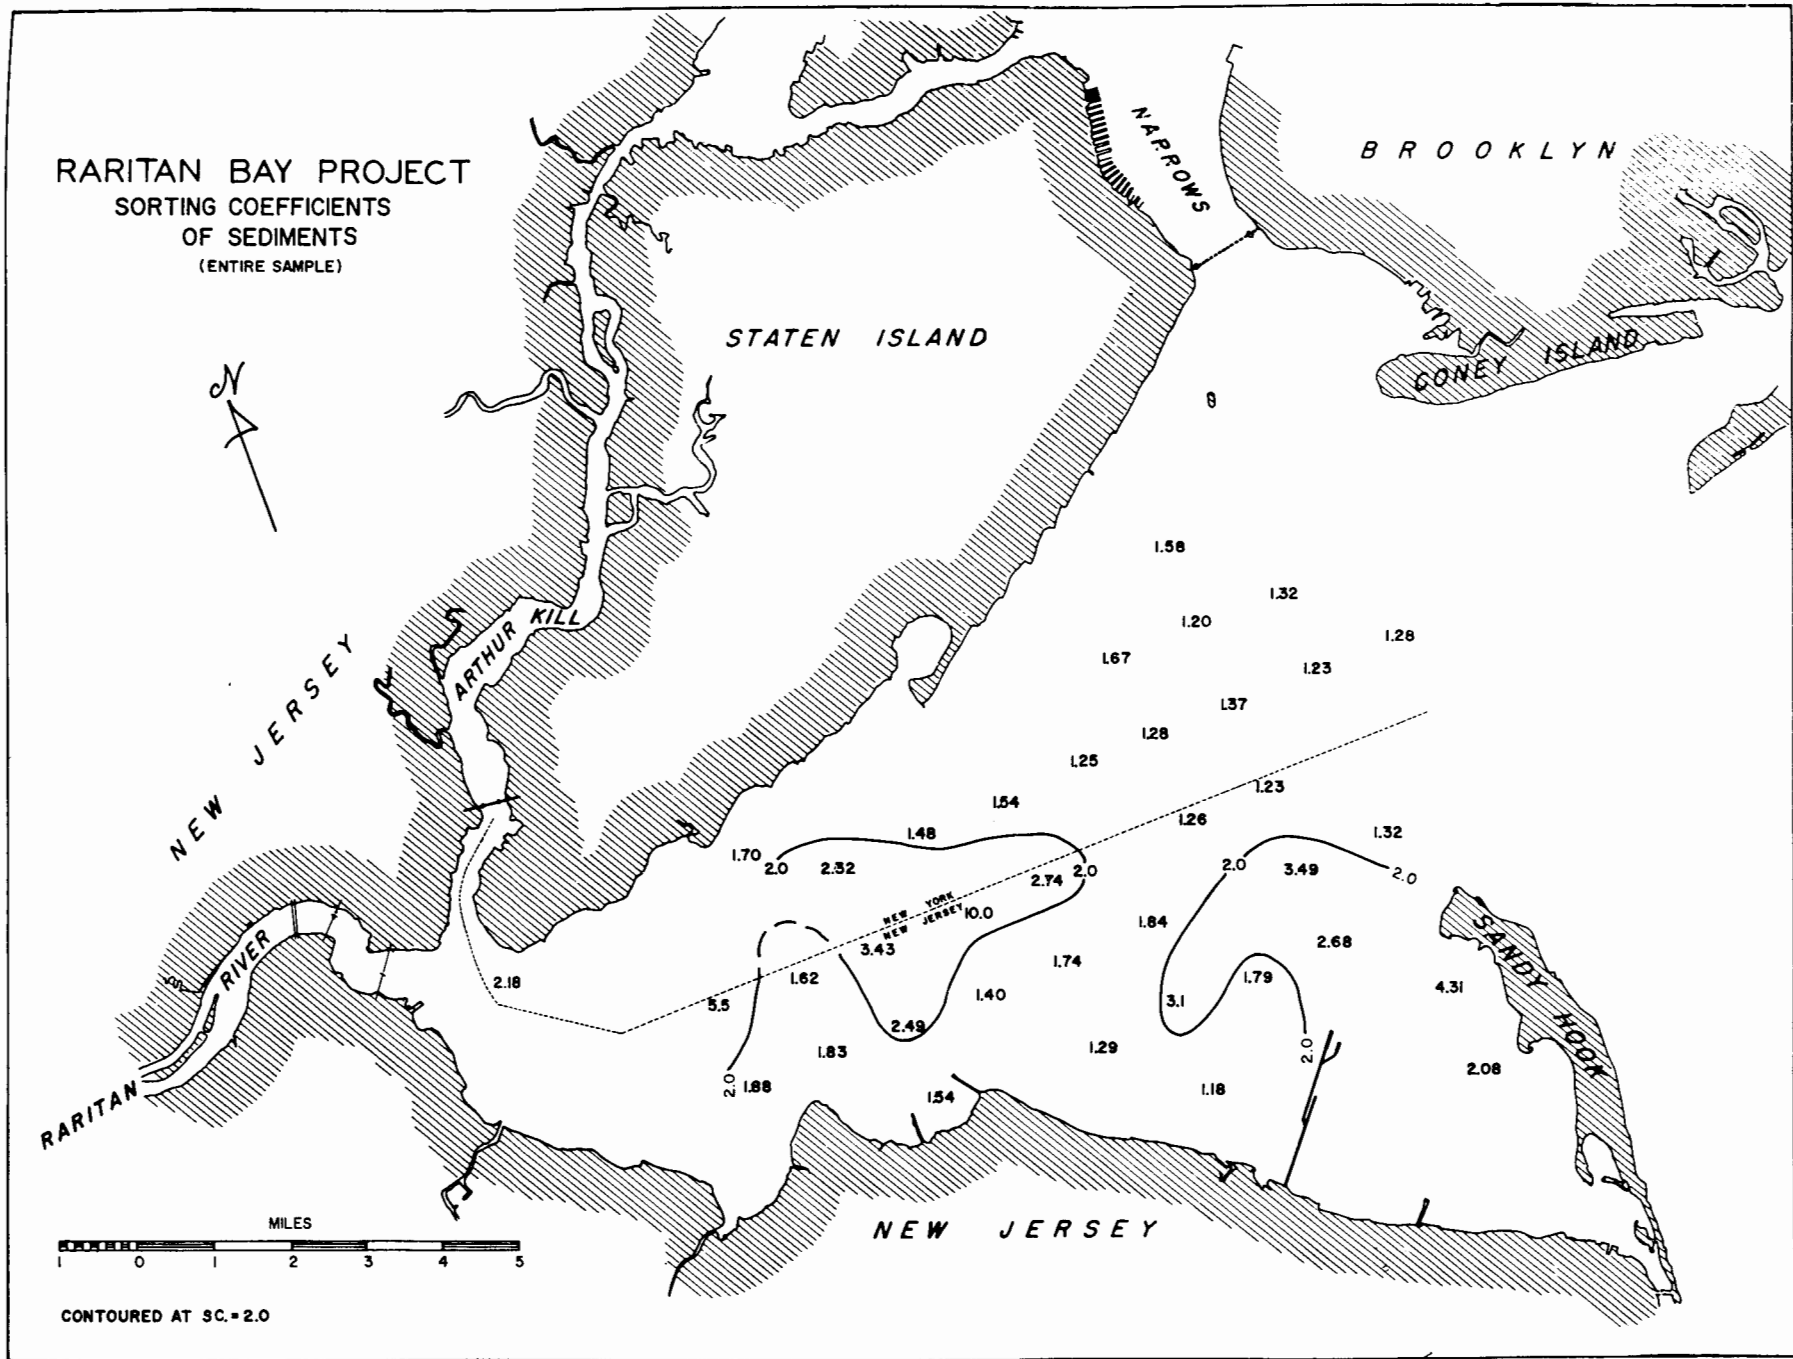 RARITAN BAY PROJECT
SORTING COEFFICIENTS
OF SEDIMENTS
(ENTIRE SAMPLE)
NARROWS
BROOKLYN
N
STATEN ISLAND
CONEY ISLAND
1.58
1.32
1.20
1.28
ARTHUR KILL
1.67
1.23
NEW JERSEY
1.37
1.28
1.25
1.23
1.54
1.26
1.48
1.32
1.70
2.0
2.32
2.74
2.0
2.0
3.49
2.0
NEW YORK
NEW JERSEY
10.0
1.84
SANDY HOOK
RARITAN RIVER
3.43
2.68
1.74
2.18
1.62
1.79
4.31
5.5
1.40
3.1
2.49
1.83
1.29
2.0
2.08
2.0
1.88
1.54
1.18
NEW JERSEY
MILES
1 0 1 2 3 4 5
CONTOURED AT SC. = 2.0